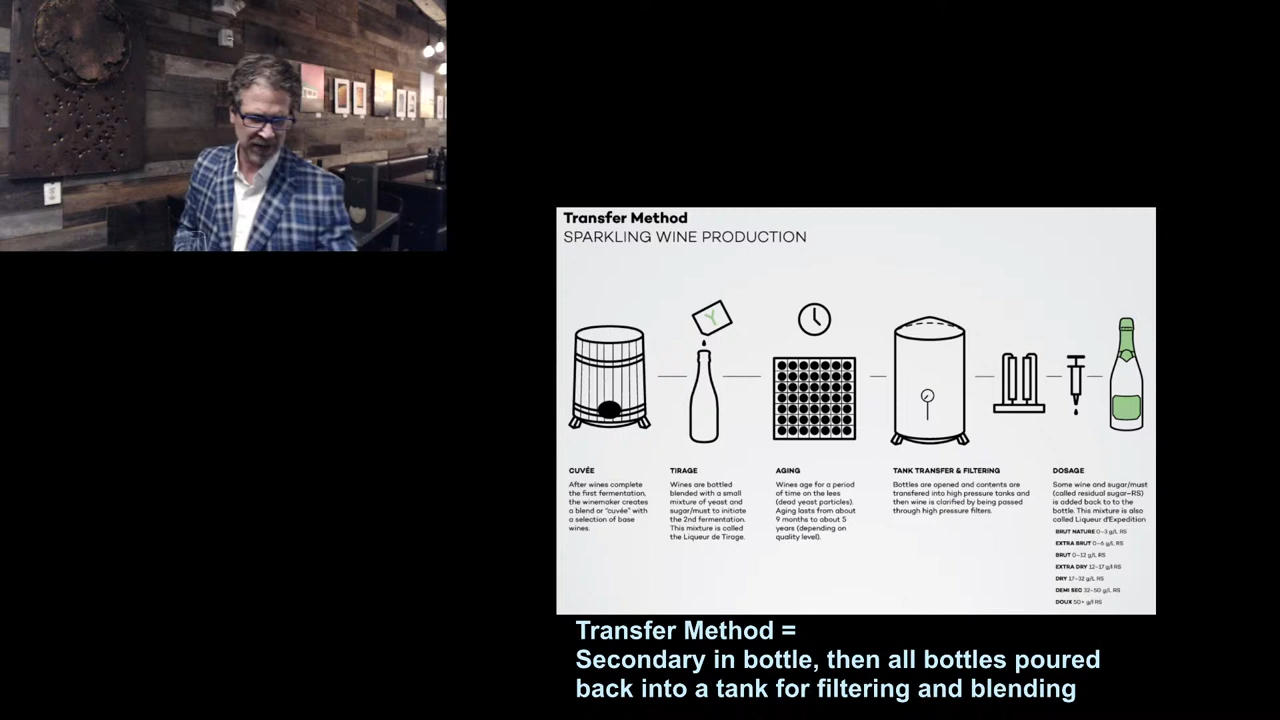 Transfer Method
SPARKLING WINE PRODUCTION
Y
CUVÉE
After wines complete
the first fermentation,
the winemaker creates
a blend or "cuvée" with
a selection of base
wines.
TIRAGE
Wines are bottled
blended with a small
mixture of yeast and
sugar/must to initiate
the 2nd fermentation.
This mixture is called
the Liqueur de Tirage.
AGING
Wines age for a period
of time on the lees
(dead yeast particles).
Aging lasts from about
9 months to about 5
years (depending on
quality level).
TANK TRANSFER & FILTERING
Bottles are opened and contents are
transfered into high pressure tanks and
then wine is clarified by being passed
through high pressure filters.
DOSAGE
Some wine and sugar/must
(called residual sugar–RS)
is added back to to the
bottle. This mixture is also
called Liqueur d'Expedition
BRUT NATURE 0–3 g/L RS
EXTRA BRUT 0–6 g/L RS
BRUT 0–12 g/L RS
EXTRA DRY 12–17 g/l RS
DRY 17–32 g/L RS
DEMI SEC 32–50 g/L RS
DOUX 50+ g/l RS
Transfer Method =
Secondary in bottle, then all bottles poured
back into a tank for filtering and blending